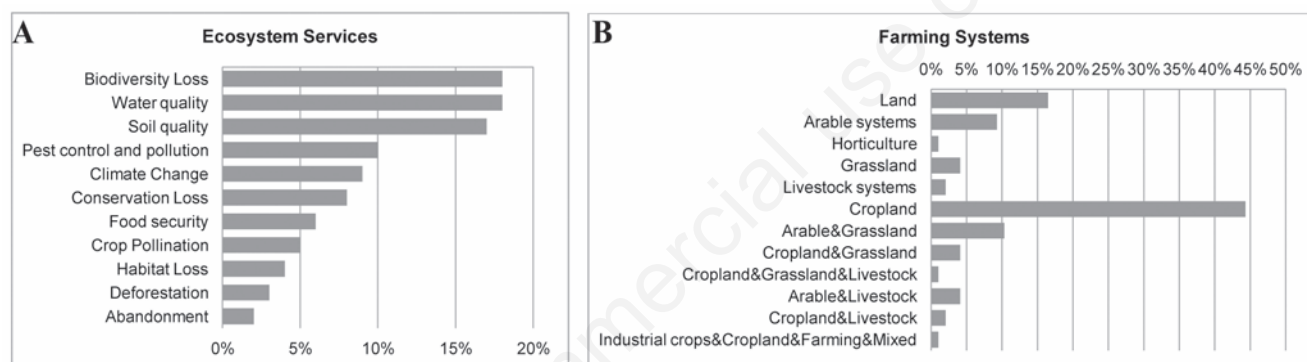 A
Ecosystem Services
Biodiversity Loss
Water quality
Soil quality
Pest control and pollution
Climate Change
Conservation Loss
Food security
Crop Pollination
Habitat Loss
Deforestation
Abandonment
0% 5% 10% 15% 20%
B
Farming Systems
0% 5% 10% 15% 20% 25% 30% 35% 40% 45% 50%
Land
Arable systems
Horticulture
Grassland
Livestock systems
Cropland
Arable&Grassland
Cropland&Grassland
Cropland&Grassland&Livestock
Arable&Livestock
Cropland&Livestock
Industrial crops&Cropland&Farming&Mixed
mmercial use